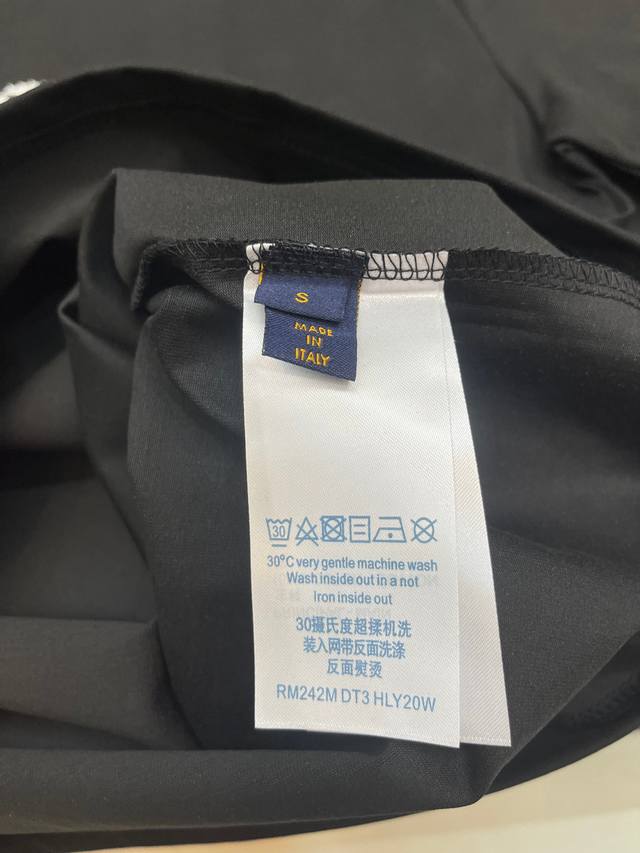 S
MADE
IN
ITALY
30
30°C very gentle machine wash
Wash inside out in a not
Iron inside out
30摄氏度超揉机洗
装入网带反面洗涤
反面熨烫
RM242M DT3 HLY20W